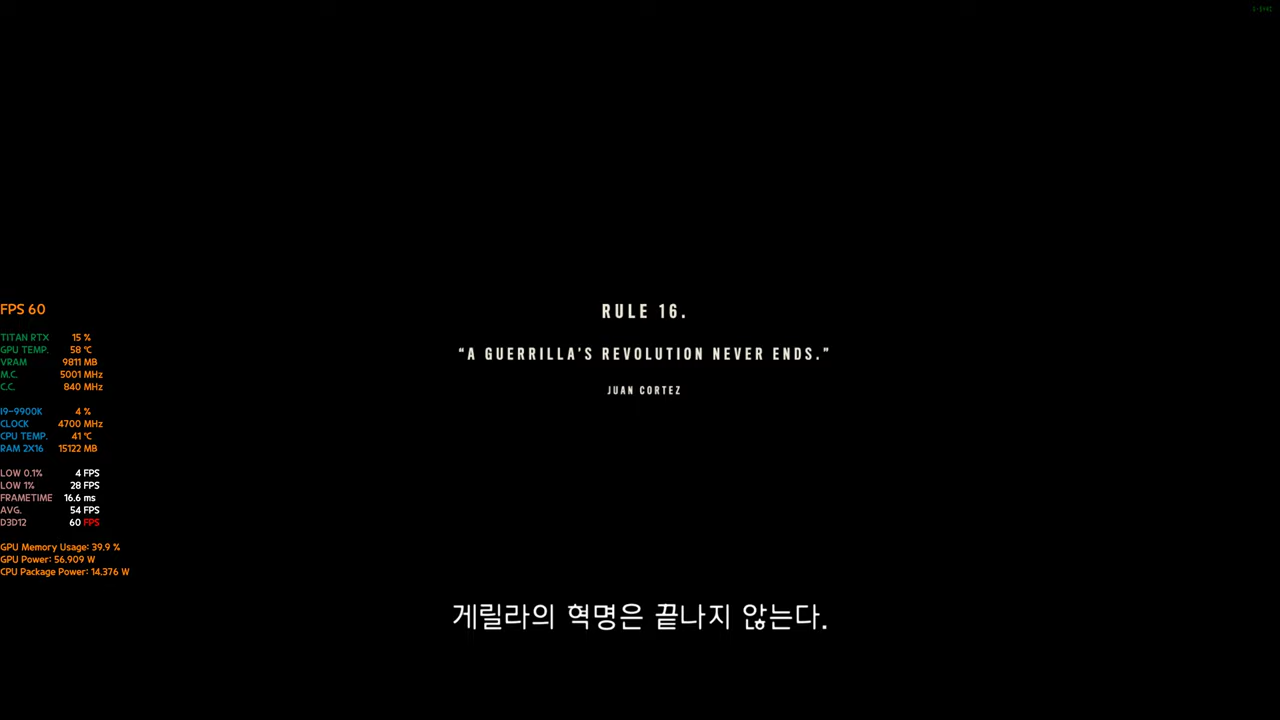 FPS 60
TITAN RTX 15 %
GPU TEMP. 58 ℃
VRAM 9811 MB
M.C. 5001 MHz
C.C. 840 MHz
I9-9900K 4 %
CLOCK 4700 MHz
CPU TEMP. 41 ℃
RAM 2X16 15122 MB
LOW 0.1% 4 FPS
LOW 1% 28 FPS
FRAMETIME 16.6 ms
AVG. 54 FPS
D3D12 60 FPS
GPU Memory Usage: 39.9 %
GPU Power: 56.909 W
CPU Package Power: 14.376 W
RULE 16.
“A GUERRILLA'S REVOLUTION NEVER ENDS.”
JUAN CORTEZ
게릴라의 혁명은 끝나지 않는다.